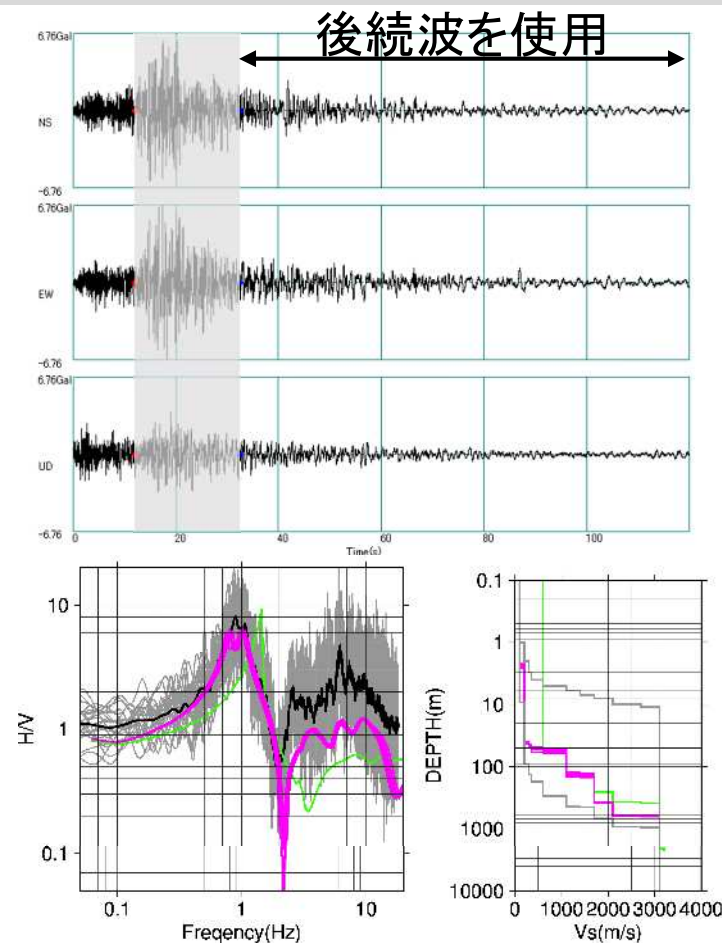 後続波を使用
6.76Gal
NS
-6.76
6.76Gal
EW
-6.76
6.76Gal
UD
-6.76
0 20 40 60 80 100
Time(s)
10
1
0.1
H/V
0.1 1 10
Freqency(Hz)
0.1
1
10
100
1000
10000
DEPTH(m)
0 1000 2000 3000 4000
Vs(m/s)